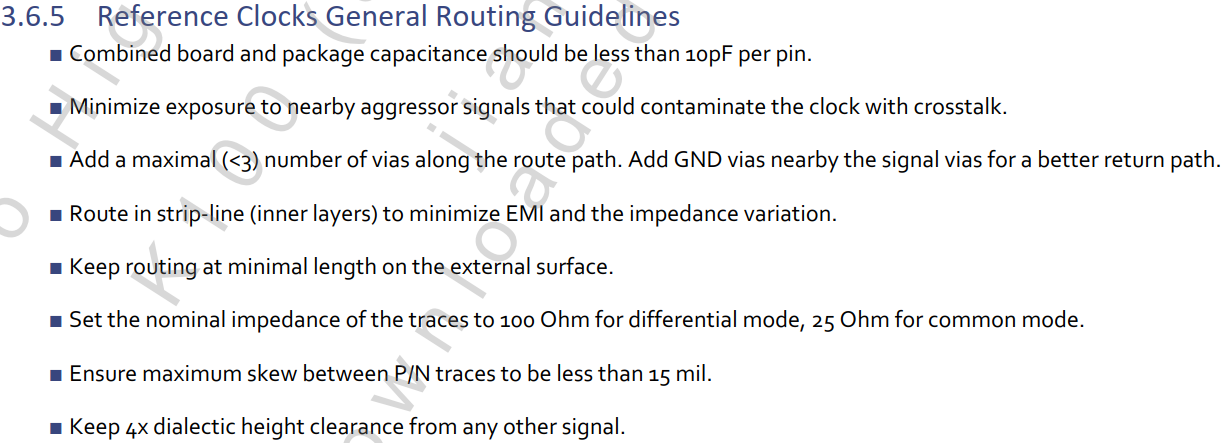 3.6.5 Reference Clocks General Routing Guidelines
■ Combined board and package capacitance should be less than 10pF per pin.
■ Minimize exposure to nearby aggressor signals that could contaminate the clock with crosstalk.
■ Add a maximal (<3) number of vias along the route path. Add GND vias nearby the signal vias for a better return path.
■ Route in strip-line (inner layers) to minimize EMI and the impedance variation.
■ Keep routing at minimal length on the external surface.
■ Set the nominal impedance of the traces to 100 Ohm for differential mode, 25 Ohm for common mode.
■ Ensure maximum skew between P/N traces to be less than 15 mil.
■ Keep 4x dialectic height clearance from any other signal.